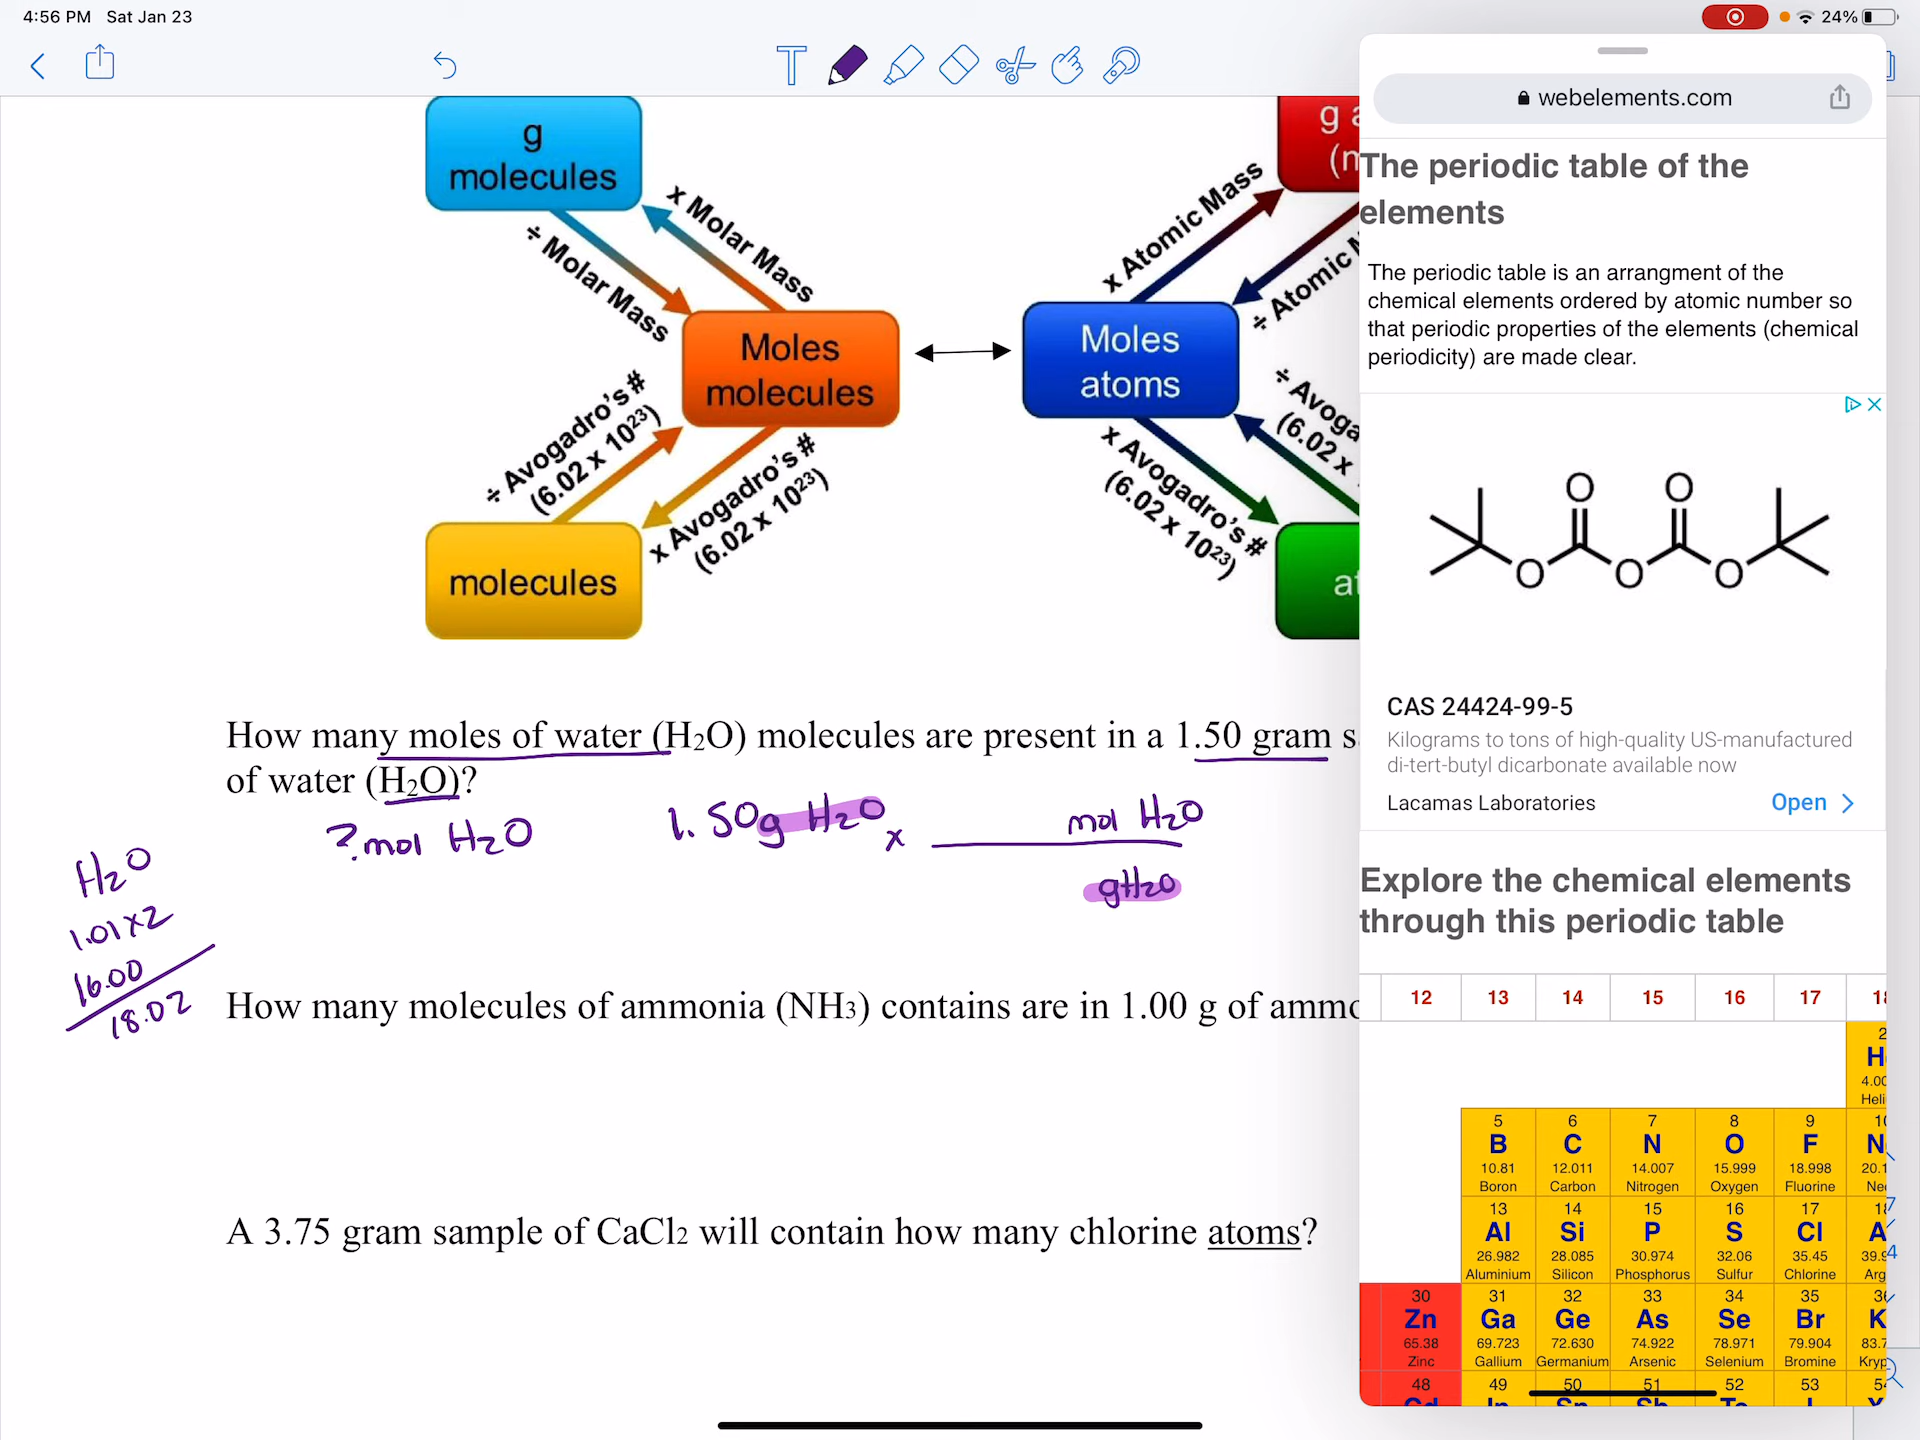 4:56 PM Sat Jan 23
24%
g
molecules
x Molar Mass
÷ Molar Mass
Moles
molecules
÷ Avogadro's #
(6.02 x 10²³)
x Avogadro's #
(6.02 x 10²³)
molecules
g
x Atomic Mass
÷ Atomic
Moles
atoms
x Avogadro's #
(6.02 x 10²³)
(6.02 x
How many moles of water (H₂O) molecules are present in a 1.50 gram s
of water (H₂O)?
? mol H₂O
1.50g H₂O x mol H₂O
gH₂O
H₂O
1.01x2
16.00
18.02
How many molecules of ammonia (NH₃) contains are in 1.00 g of
A 3.75 gram sample of CaCl₂ will contain how many chlorine atoms?
webelements.com
The periodic table of the
elements
The periodic table is an arrangment of the
chemical elements ordered by atomic number so
that periodic properties of the elements (chemical
periodicity) are made clear.
O O
O O O
CAS 24424-99-5
Kilograms to tons of high-quality US-manufactured
di-tert-butyl dicarbonate available now
Lacamas Laboratories Open
Explore the chemical elements
through this periodic table
12 13 14 15 16 17
2
H
4.00
5 6 7 8 9
B C N O F
10.81 12.011 14.007 15.999 18.998
Boron Carbon Nitrogen Oxygen Fluorine
13 14 15 16 17
Al Si P S Cl
26.982 28.085 30.974 32.06 35.45
Aluminium Silicon Phosphorus Sulfur Chlorine
30 31 32 33 34 35
Zn Ga Ge As Se Br
65.38 69.723 72.630 74.922 78.971 79.904
Zinc Gallium Germanium Arsenic Selenium Bromine
48 49 50 51 52 53